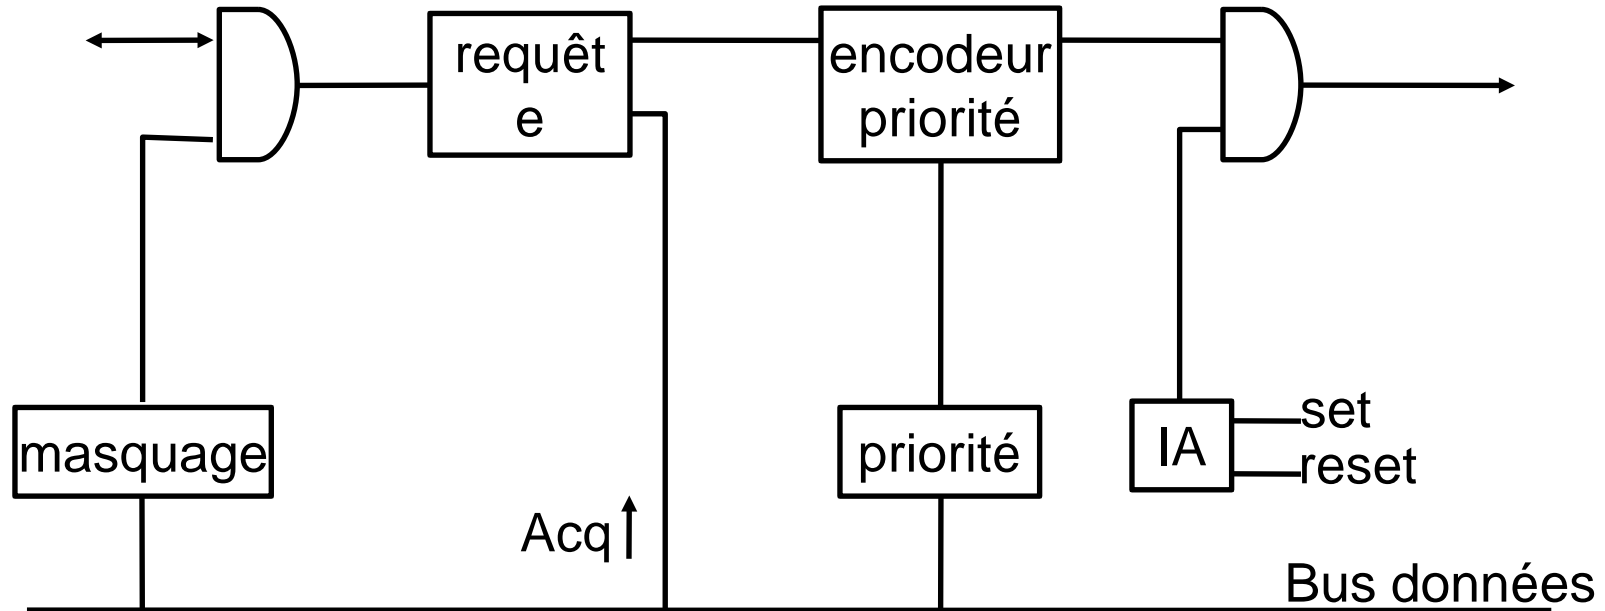 requêt
e
encodeur
priorité
masquage
priorité
IA
set
reset
Acq
Bus données